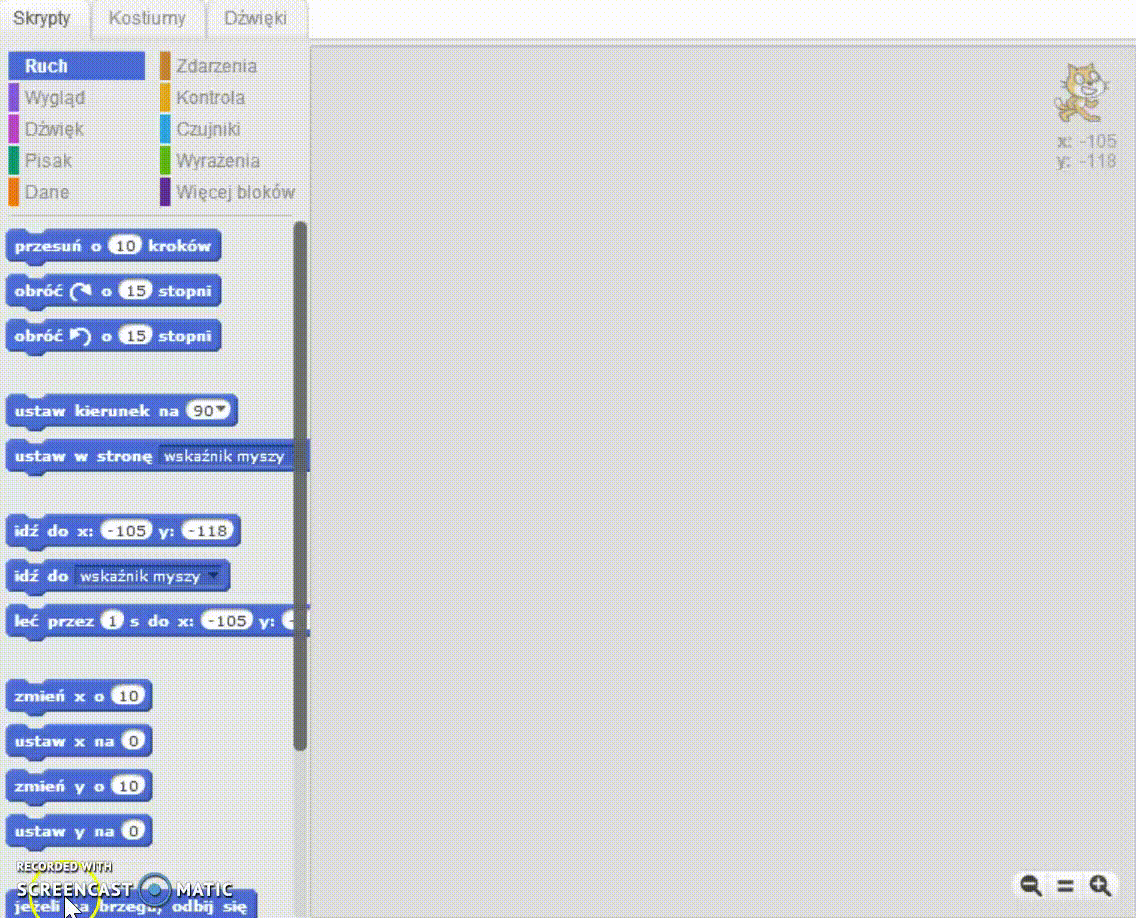 Skrypty Kostiumy Dźwięki
Ruch Zdarzenia
Wygląd Kontrola
Dźwięk Czujniki
Pisak Wyrażenia
Dane Więcej bloków
x: -105
y: -118
przesuń o 10 kroków
obróć o 15 stopni
obróć o 15 stopni
ustaw kierunek na 90
ustaw w stronę wskaźnik myszy
idź do x: -105 y: -118
idź do wskaźnik myszy
leć przez 1 s do x: -105 y: -
zmień x o 10
ustaw x na 0
zmień y o 10
ustaw y na 0
RECORDED WITH
SCREENCAST MATIC
jeżeli na brzegu, odbij się